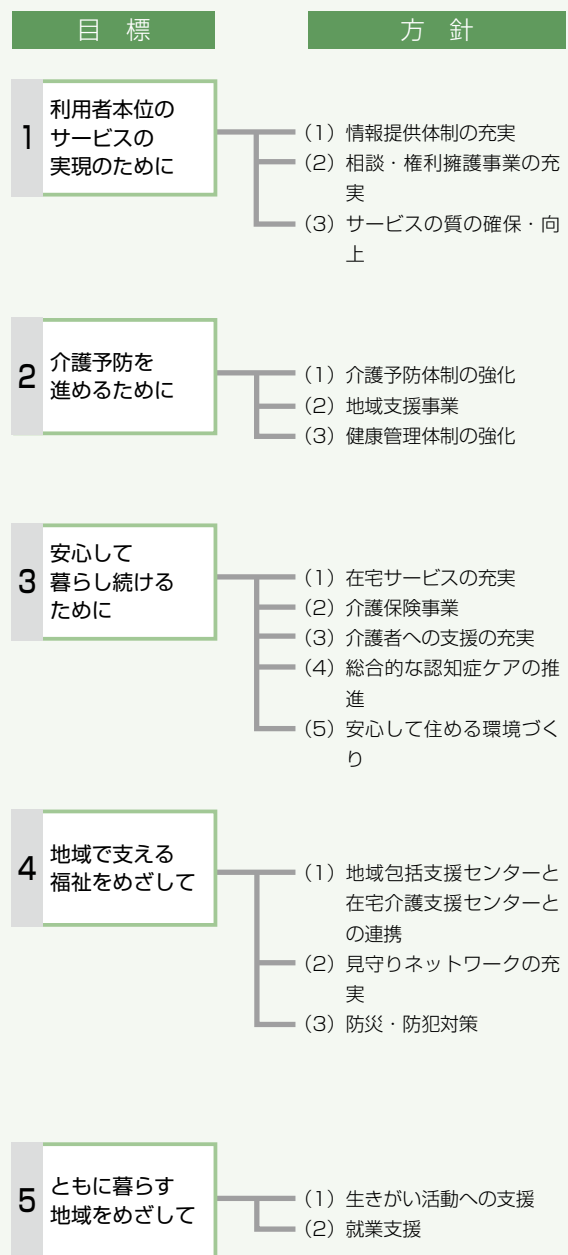 目標
方針
1
利用者本位の
サービスの
実現のために
(1) 情報提供体制の充実
(2) 相談・権利擁護事業の充
実
(3) サービスの質の確保・向
上
2
介護予防を
進めるために
(1) 介護予防体制の強化
(2) 地域支援事業
(3) 健康管理体制の強化
3
安心して
暮らし続ける
ために
(1) 在宅サービスの充実
(2) 介護保険事業
(3) 介護者への支援の充実
(4) 総合的な認知症ケアの推
進
(5) 安心して住める環境づく
り
4
地域で支える
福祉をめざして
(1) 地域包括支援センターと
在宅介護支援センターと
の連携
(2) 見守りネットワークの充
実
(3) 防災・防犯対策
5
ともに暮らす
地域をめざして
(1) 生きがい活動への支援
(2) 就業支援